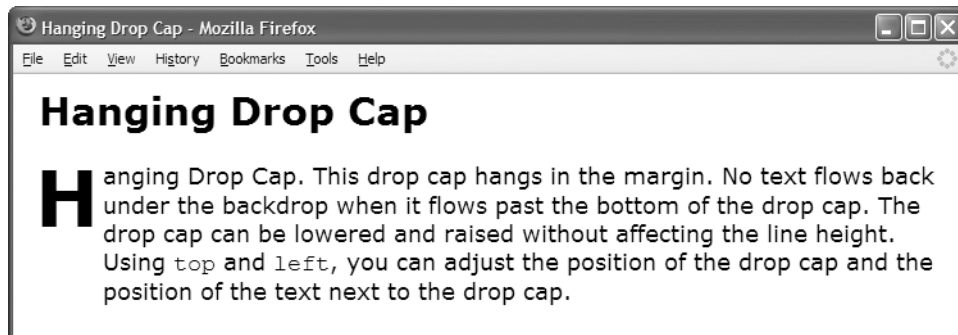 Hanging Drop Cap - Mozilla Firefox
File Edit View History Bookmarks Tools Help
Hanging Drop Cap
Hanging Drop Cap. This drop cap hangs in the margin. No text flows back
under the backdrop when it flows past the bottom of the drop cap. The
drop cap can be lowered and raised without affecting the line height.
Using top and left, you can adjust the position of the drop cap and the
position of the text next to the drop cap.